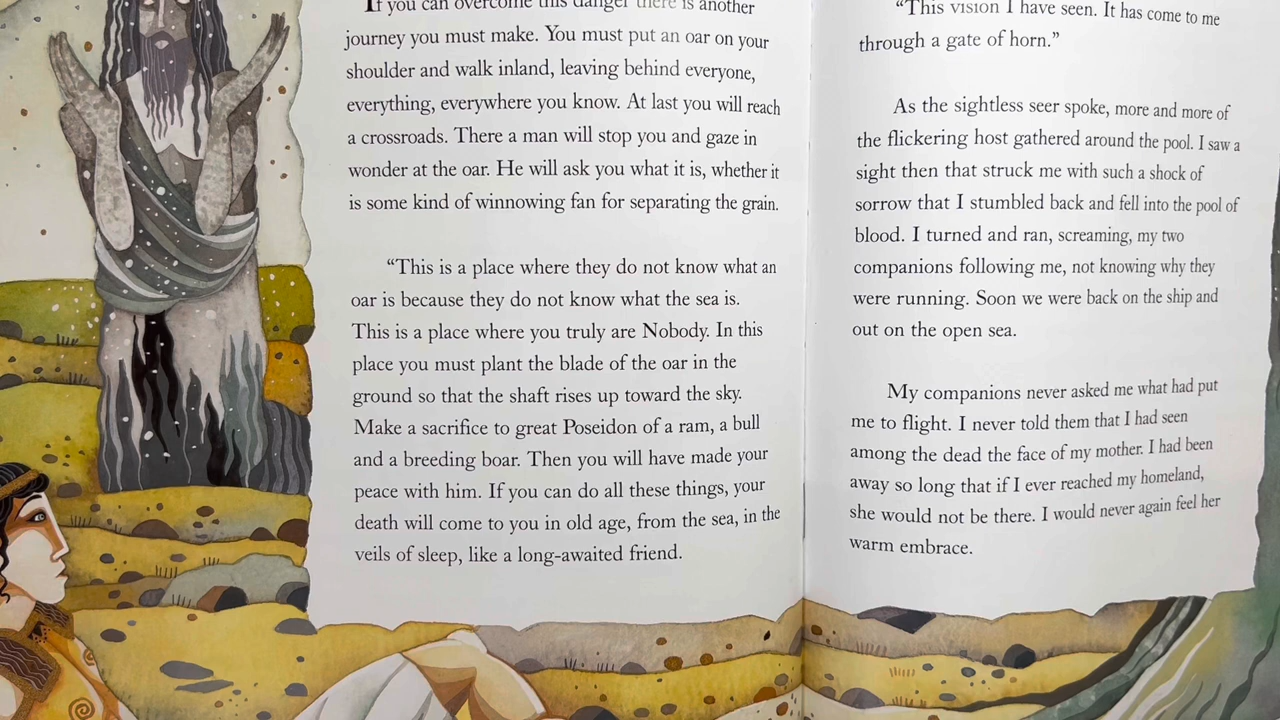 If you can overcome this danger there is another
journey you must make. You must put an oar on your
shoulder and walk inland, leaving behind everyone,
everything, everywhere you know. At last you will reach
a crossroads. There a man will stop you and gaze in
wonder at the oar. He will ask you what it is, whether it
is some kind of winnowing fan for separating the grain.
“This is a place where they do not know what an
oar is because they do not know what the sea is.
This is a place where you truly are Nobody. In this
place you must plant the blade of the oar in the
ground so that the shaft rises up toward the sky.
Make a sacrifice to great Poseidon of a ram, a bull
and a breeding boar. Then you will have made your
peace with him. If you can do all these things, your
death will come to you in old age, from the sea, in the
veils of sleep, like a long-awaited friend.
“This vision I have seen. It has come to me
through a gate of horn.”
As the sightless seer spoke, more and more of
the flickering host gathered around the pool. I saw a
sight then that struck me with such a shock of
sorrow that I stumbled back and fell into the pool of
blood. I turned and ran, screaming, my two
companions following me, not knowing why they
were running. Soon we were back on the ship and
out on the open sea.
My companions never asked me what had put
me to flight. I never told them that I had seen
among the dead the face of my mother. I had been
away so long that if I ever reached my homeland,
she would not be there. I would never again feel her
warm embrace.